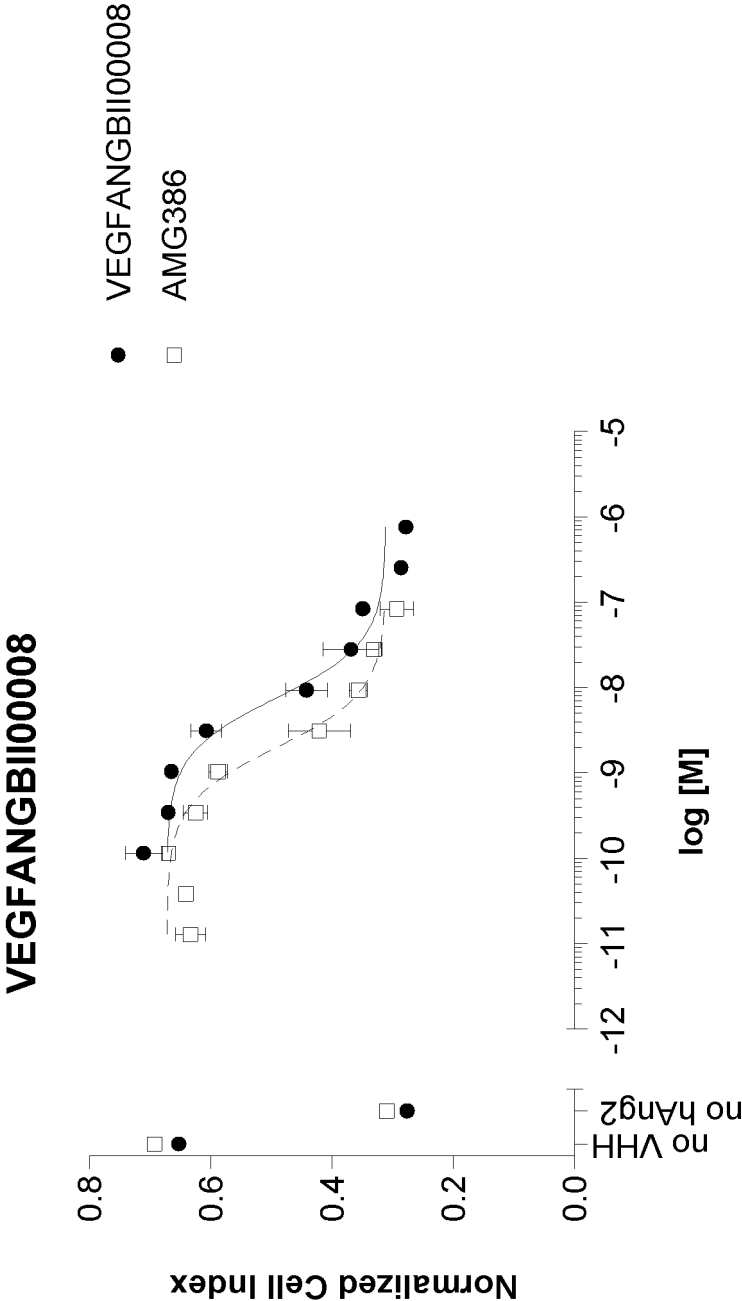 VEGFANGBII00008
VEGFANGBII00008
AMG386
Normalized Cell Index
0.8
0.6
0.4
0.2
0.0
no VHH
no hAng2
-12
-11
-10
-9
-8
-7
-6
-5
log [M]